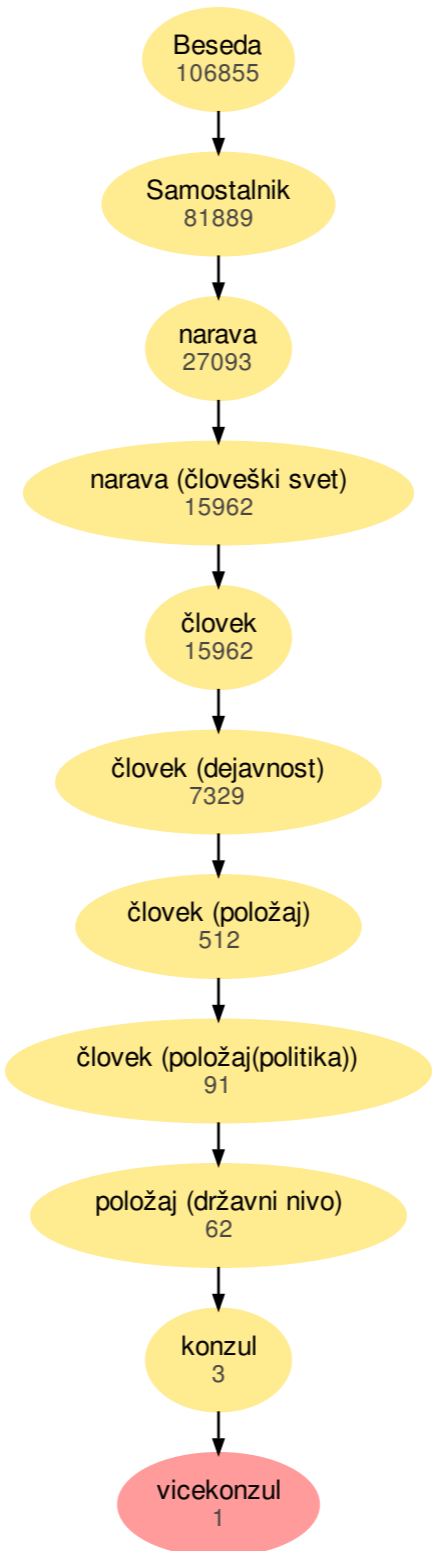 Beseda
106855
Samostalnik
81889
narava
27093
narava (človeški svet)
15962
človek
15962
človek (dejavnost)
7329
človek (položaj)
512
človek (položaj(politika))
91
položaj (državni nivo)
62
konzul
3
vicekonzul
1